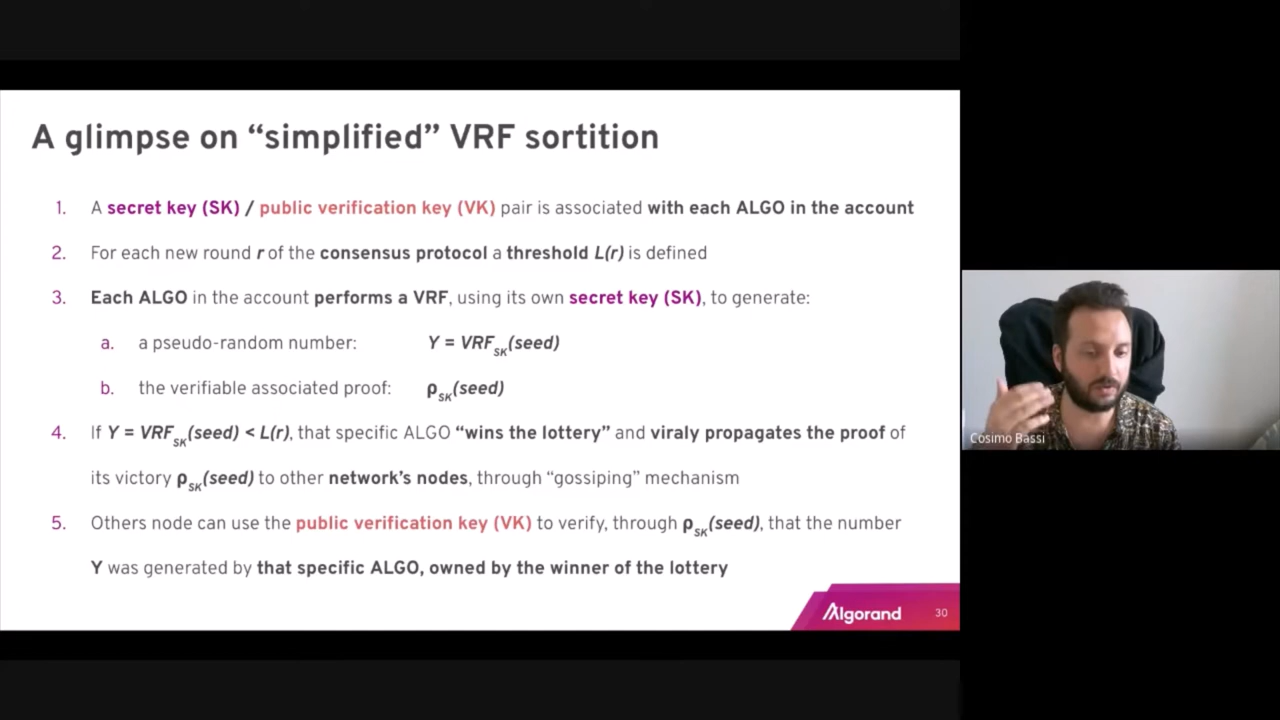 A glimpse on “simplified” VRF sortition
1. A secret key (SK) / public verification key (VK) pair is associated with each ALGO in the account
2. For each new round r of the consensus protocol a threshold L(r) is defined
3. Each ALGO in the account performs a VRF, using its own secret key (SK), to generate:
a. a pseudo-random number: Y = VRF_SK(seed)
b. the verifiable associated proof: ρ_SK(seed)
4. If Y = VRF_SK(seed) < L(r), that specific ALGO “wins the lottery” and viraly propagates the proof of
its victory ρ_SK(seed) to other network’s nodes, through “gossiping” mechanism
5. Others node can use the public verification key (VK) to verify, through ρ_SK(seed), that the number
Y was generated by that specific ALGO, owned by the winner of the lottery
Algorand 30
Cosimo Bassi